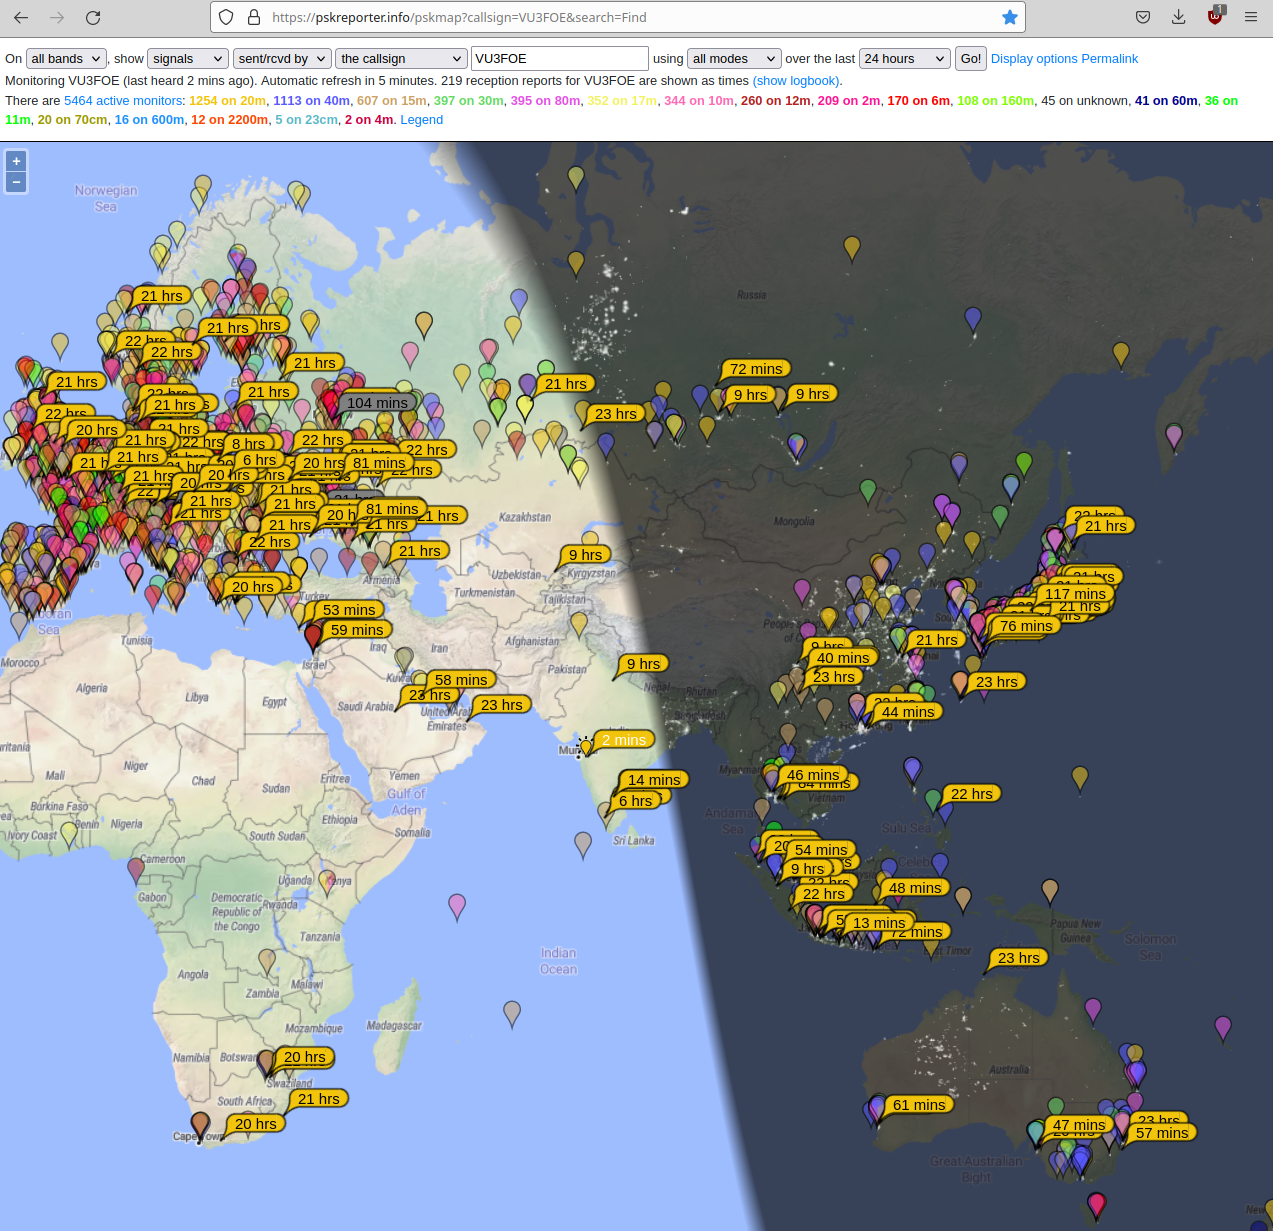 https://pskreporter.info/pskmap?callsign=VU3FOE&search=Find
1
On all bands , show signals sent/rcvd by the callsign VU3FOE using all modes over the last 24 hours Go! Display options Permalink
Monitoring VU3FOE (last heard 2 mins ago). Automatic refresh in 5 minutes. 219 reception reports for VU3FOE are shown as times (show logbook).
There are 5464 active monitors: 1254 on 20m, 1113 on 40m, 607 on 15m, 397 on 30m, 395 on 80m, 352 on 17m, 344 on 10m, 260 on 12m, 209 on 2m, 170 on 6m, 108 on 160m, 45 on unknown, 41 on 60m, 36 on
11m, 20 on 70cm, 16 on 600m, 12 on 2200m, 5 on 23cm, 2 on 4m. Legend
+
−
Norwegian
Sea
Russia
21 hrs
21 hrs
hrs
22 hrs
22 hrs
21 hrs
72 mins
21 hrs
21 hrs
21 hrs
9 hrs
9 hrs
104 mins
21 hrs
22 hrs
23 hrs
20 hrs
21 hrs
21 hrs
22 hrs
8 hrs
22 hrs
22 hrs
21 hrs
6 hrs
20 hrs
81 mins
21 hrs
20 hrs
21 hrs
21 hrs
21 hrs
81 mins
21 hrs
Kazakhstan
Mongolia
22 hrs
21 hrs
21 hrs
21 hrs
22 hrs
21 hrs
9 hrs
Uzbekistan
Kyrgyzstan
Turkmenistan
Tajikistan
Armenia
Turkey
20 hrs
21 hrs
117 mins
21 hrs
53 mins
76 mins
59 mins
Sea
Tunisia
Morocco
Israel
Iraq
Iran
Afghanistan
Pakistan
Nepal
Bhutan
9 hrs
21 hrs
9 hrs
40 mins
23 hrs
23 hrs
Algeria
Libya
Egypt
Saudi Arabia
58 mins
23 hrs
United Arab
Emirates
23 hrs
44 mins
2 mins
Mali
Niger
Chad
Sudan
Eritrea
Yemen
Gulf of
Aden
14 mins
6 hrs
Sri Lanka
Myanmar
46 mins
84 mins
Vietnam
Andaman
Sea
Sulu Sea
22 hrs
Burkina Faso
Ivory Coast
Benin
Nigeria
South Sudan
Ethiopia
Somalia
Cameroon
Gabon
Uganda
Kenya
Democratic
Republic of
the Congo
Rwanda
Tanzania
54 mins
9 hrs
22 hrs
48 mins
13 mins
72 mins
Papua New
Guinea
Solomon
Sea
23 hrs
Indian
Ocean
Angola
Zambia
Malawi
Mozambique
Madagascar
Namibia
20 hrs
Swaziland
South Africa
21 hrs
20 hrs
Australia
61 mins
47 mins
23 hrs
57 mins
Great Australian
Bight